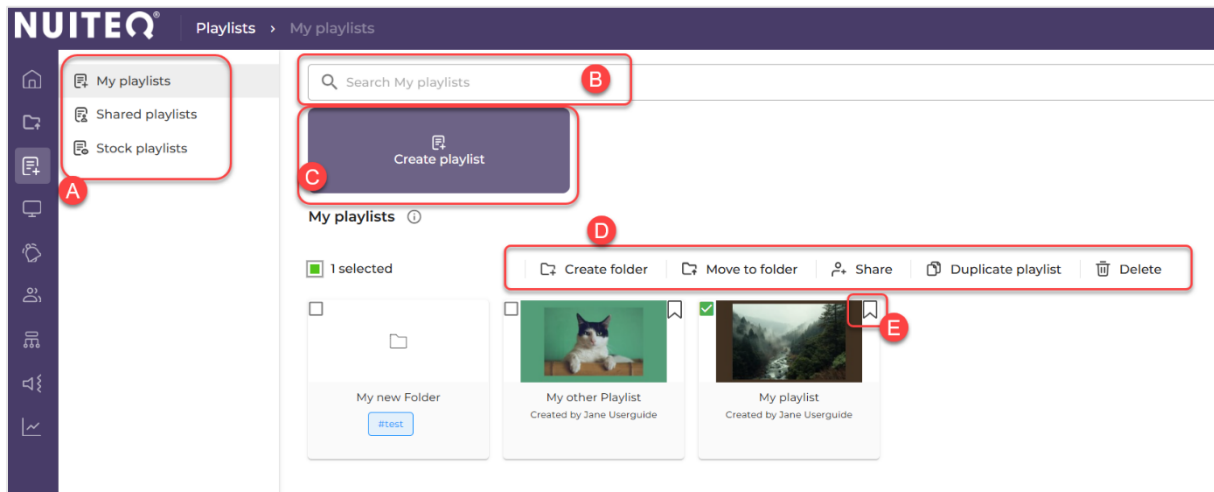 NUITEQ® Playlists › My playlists
My playlists
Shared playlists
Stock playlists
A
Search My playlists
B
Create playlist
C
My playlists
D
1 selected
Create folder Move to folder Share Duplicate playlist Delete
E
My new Folder
#test
My other Playlist
Created by Jane Userguide
My playlist
Created by Jane Userguide